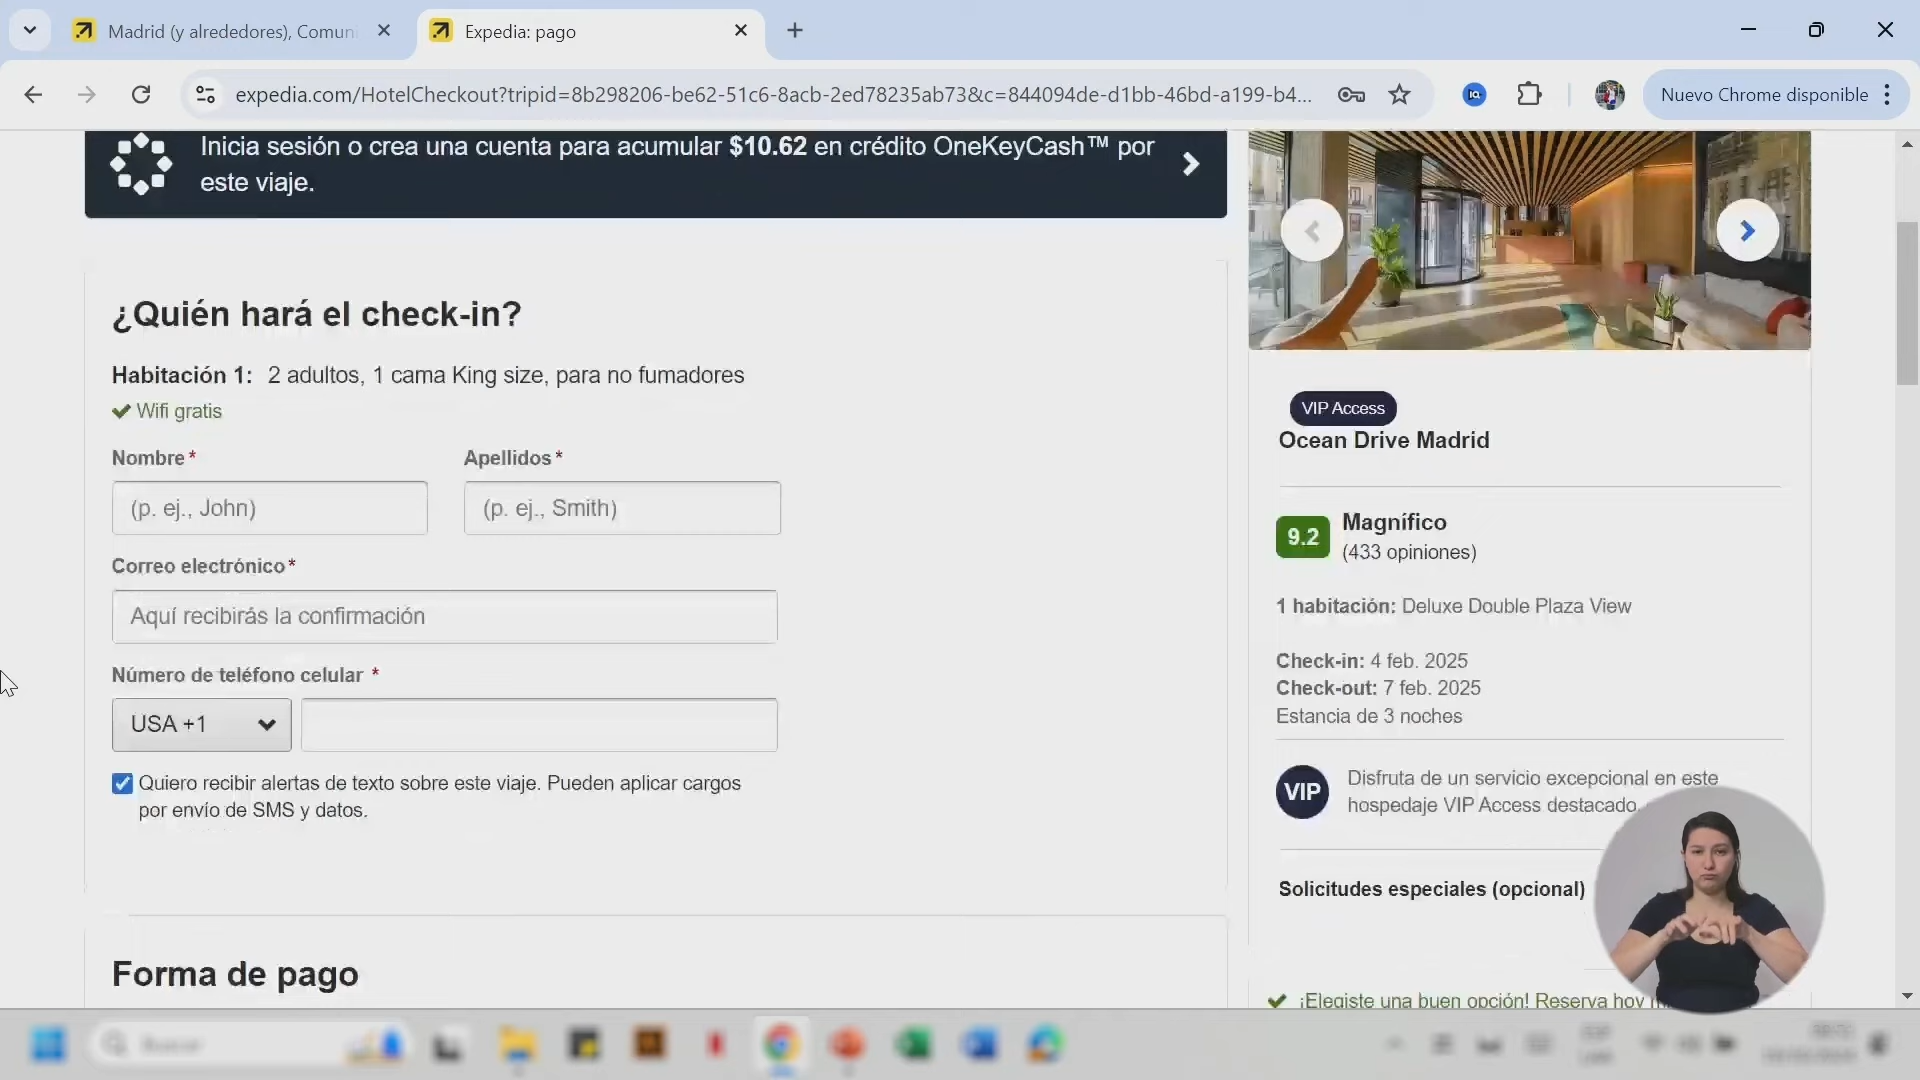 Madrid (y alrededores), Comuni
Expedia: pago
expedia.com/HotelCheckout?tripid=8b298206-be62-51c6-8acb-2ed78235ab73&c=844094de-d1bb-46bd-a199-b4...
IQ
Nuevo Chrome disponible
Inicia sesión o crea una cuenta para acumular $10.62 en crédito OneKeyCash™ por
este viaje.
¿Quién hará el check-in?
Habitación 1: 2 adultos, 1 cama King size, para no fumadores
Wifi gratis
Nombre*
Apellidos*
(p. ej., John)
(p. ej., Smith)
Correo electrónico*
Aquí recibirás la confirmación
Número de teléfono celular *
USA +1
Quiero recibir alertas de texto sobre este viaje. Pueden aplicar cargos
por envío de SMS y datos.
Forma de pago
VIP Access
Ocean Drive Madrid
9.2
Magnífico
(433 opiniones)
1 habitación: Deluxe Double Plaza View
Check-in: 4 feb. 2025
Check-out: 7 feb. 2025
Estancia de 3 noches
VIP
Disfruta de un servicio excepcional en este
hospedaje VIP Access destacado.
Solicitudes especiales (opcional)
¡Elegiste una buen opción! Reserva hoy
Buscar